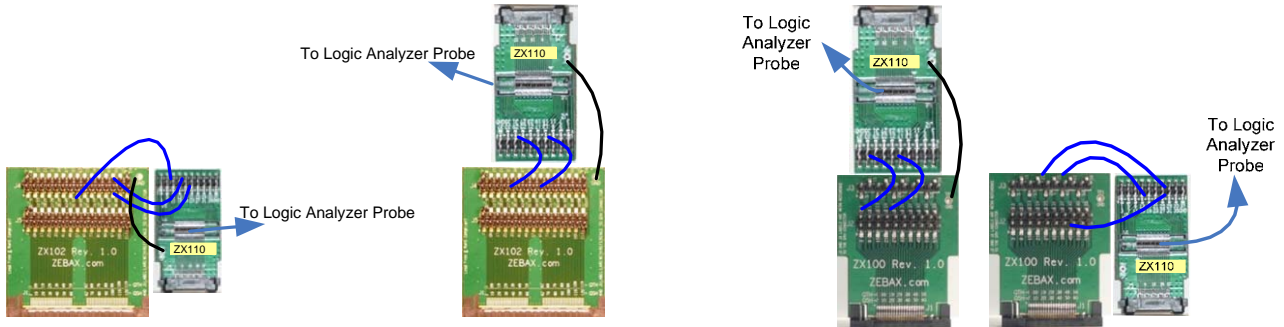 To Logic Analyzer Probe
ZX110
To Logic
Analyzer
Probe
ZX110
To Logic
Analyzer
Probe
To Logic Analyzer Probe
ZX110
ZX102 Rev. 1.0
ZEBAX.com
ZX102 Rev. 1.0
ZEBAX.com
ZX100 Rev. 1.0
ZEBAX.com
J1
ZX100 Rev. 1.0
ZEBAX.com
J1
ZX110